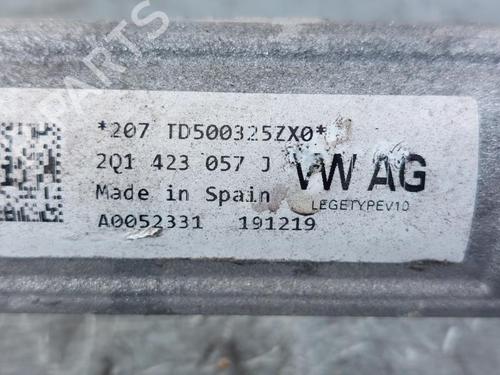 *207 TD500325ZX0*
2Q1 423 057 J
VW AG
Made in Spain
LEGETYPEV10
A0052331 191219